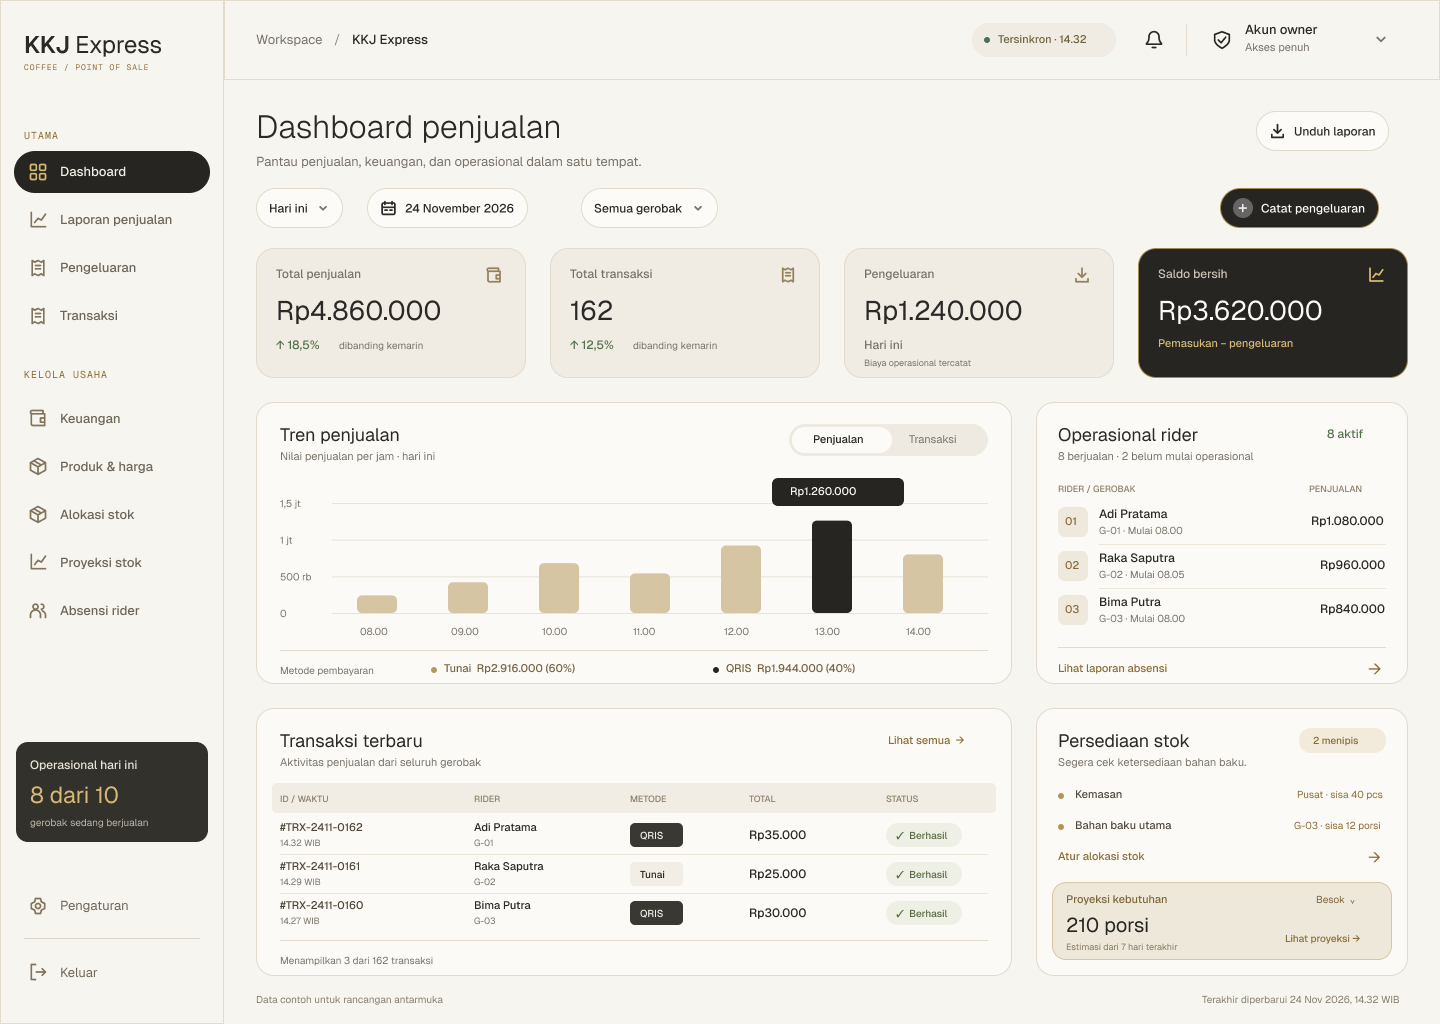 KKJ Express
COFFEE / POINT OF SALE
UTAMA
Dashboard
Laporan penjualan
Pengeluaran
Transaksi
KELOLA USAHA
Keuangan
Produk & harga
Alokasi stok
Proyeksi stok
Absensi rider
Operasional hari ini
8 dari 10
gerobak sedang berjualan
Pengaturan
Keluar
Workspace / KKJ Express
Tersinkron · 14.32
Akun owner
Akses penuh
Dashboard penjualan
Pantau penjualan, keuangan, dan operasional dalam satu tempat.
Unduh laporan
Hari ini
24 November 2026
Semua gerobak
Catat pengeluaran
Total penjualan
Rp4.860.000
↑ 18,5% dibanding kemarin
Total transaksi
162
↑ 12,5% dibanding kemarin
Pengeluaran
Rp1.240.000
Hari ini
Biaya operasional tercatat
Saldo bersih
Rp3.620.000
Pemasukan – pengeluaran
Tren penjualan
Nilai penjualan per jam · hari ini
Penjualan Transaksi
Rp1.260.000
1,5 jt
1 jt
500 rb
0
08.00 09.00 10.00 11.00 12.00 13.00 14.00
Metode pembayaran Tunai Rp2.916.000 (60%) QRIS Rp1.944.000 (40%)
Operasional rider
8 aktif
8 berjualan · 2 belum mulai operasional
RIDER / GEROBAK PENJUALAN
01 Adi Pratama Rp1.080.000
G-01 · Mulai 08.00
02 Raka Saputra Rp960.000
G-02 · Mulai 08.05
03 Bima Putra Rp840.000
G-03 · Mulai 08.00
Lihat laporan absensi →
Transaksi terbaru
Lihat semua →
Aktivitas penjualan dari seluruh gerobak
ID / WAKTU RIDER METODE TOTAL STATUS
#TRX-2411-0162 Adi Pratama QRIS Rp35.000 ✓ Berhasil
14.32 WIB G-01
#TRX-2411-0161 Raka Saputra Tunai Rp25.000 ✓ Berhasil
14.29 WIB G-02
#TRX-2411-0160 Bima Putra QRIS Rp30.000 ✓ Berhasil
14.27 WIB G-03
Menampilkan 3 dari 162 transaksi
Persediaan stok
2 menipis
Segera cek ketersediaan bahan baku.
Kemasan Pusat · sisa 40 pcs
Bahan baku utama G-03 · sisa 12 porsi
Atur alokasi stok →
Proyeksi kebutuhan Besok
210 porsi
Estimasi dari 7 hari terakhir
Lihat proyeksi →
Data contoh untuk rancangan antarmuka
Terakhir diperbarui 24 Nov 2026, 14.32 WIB